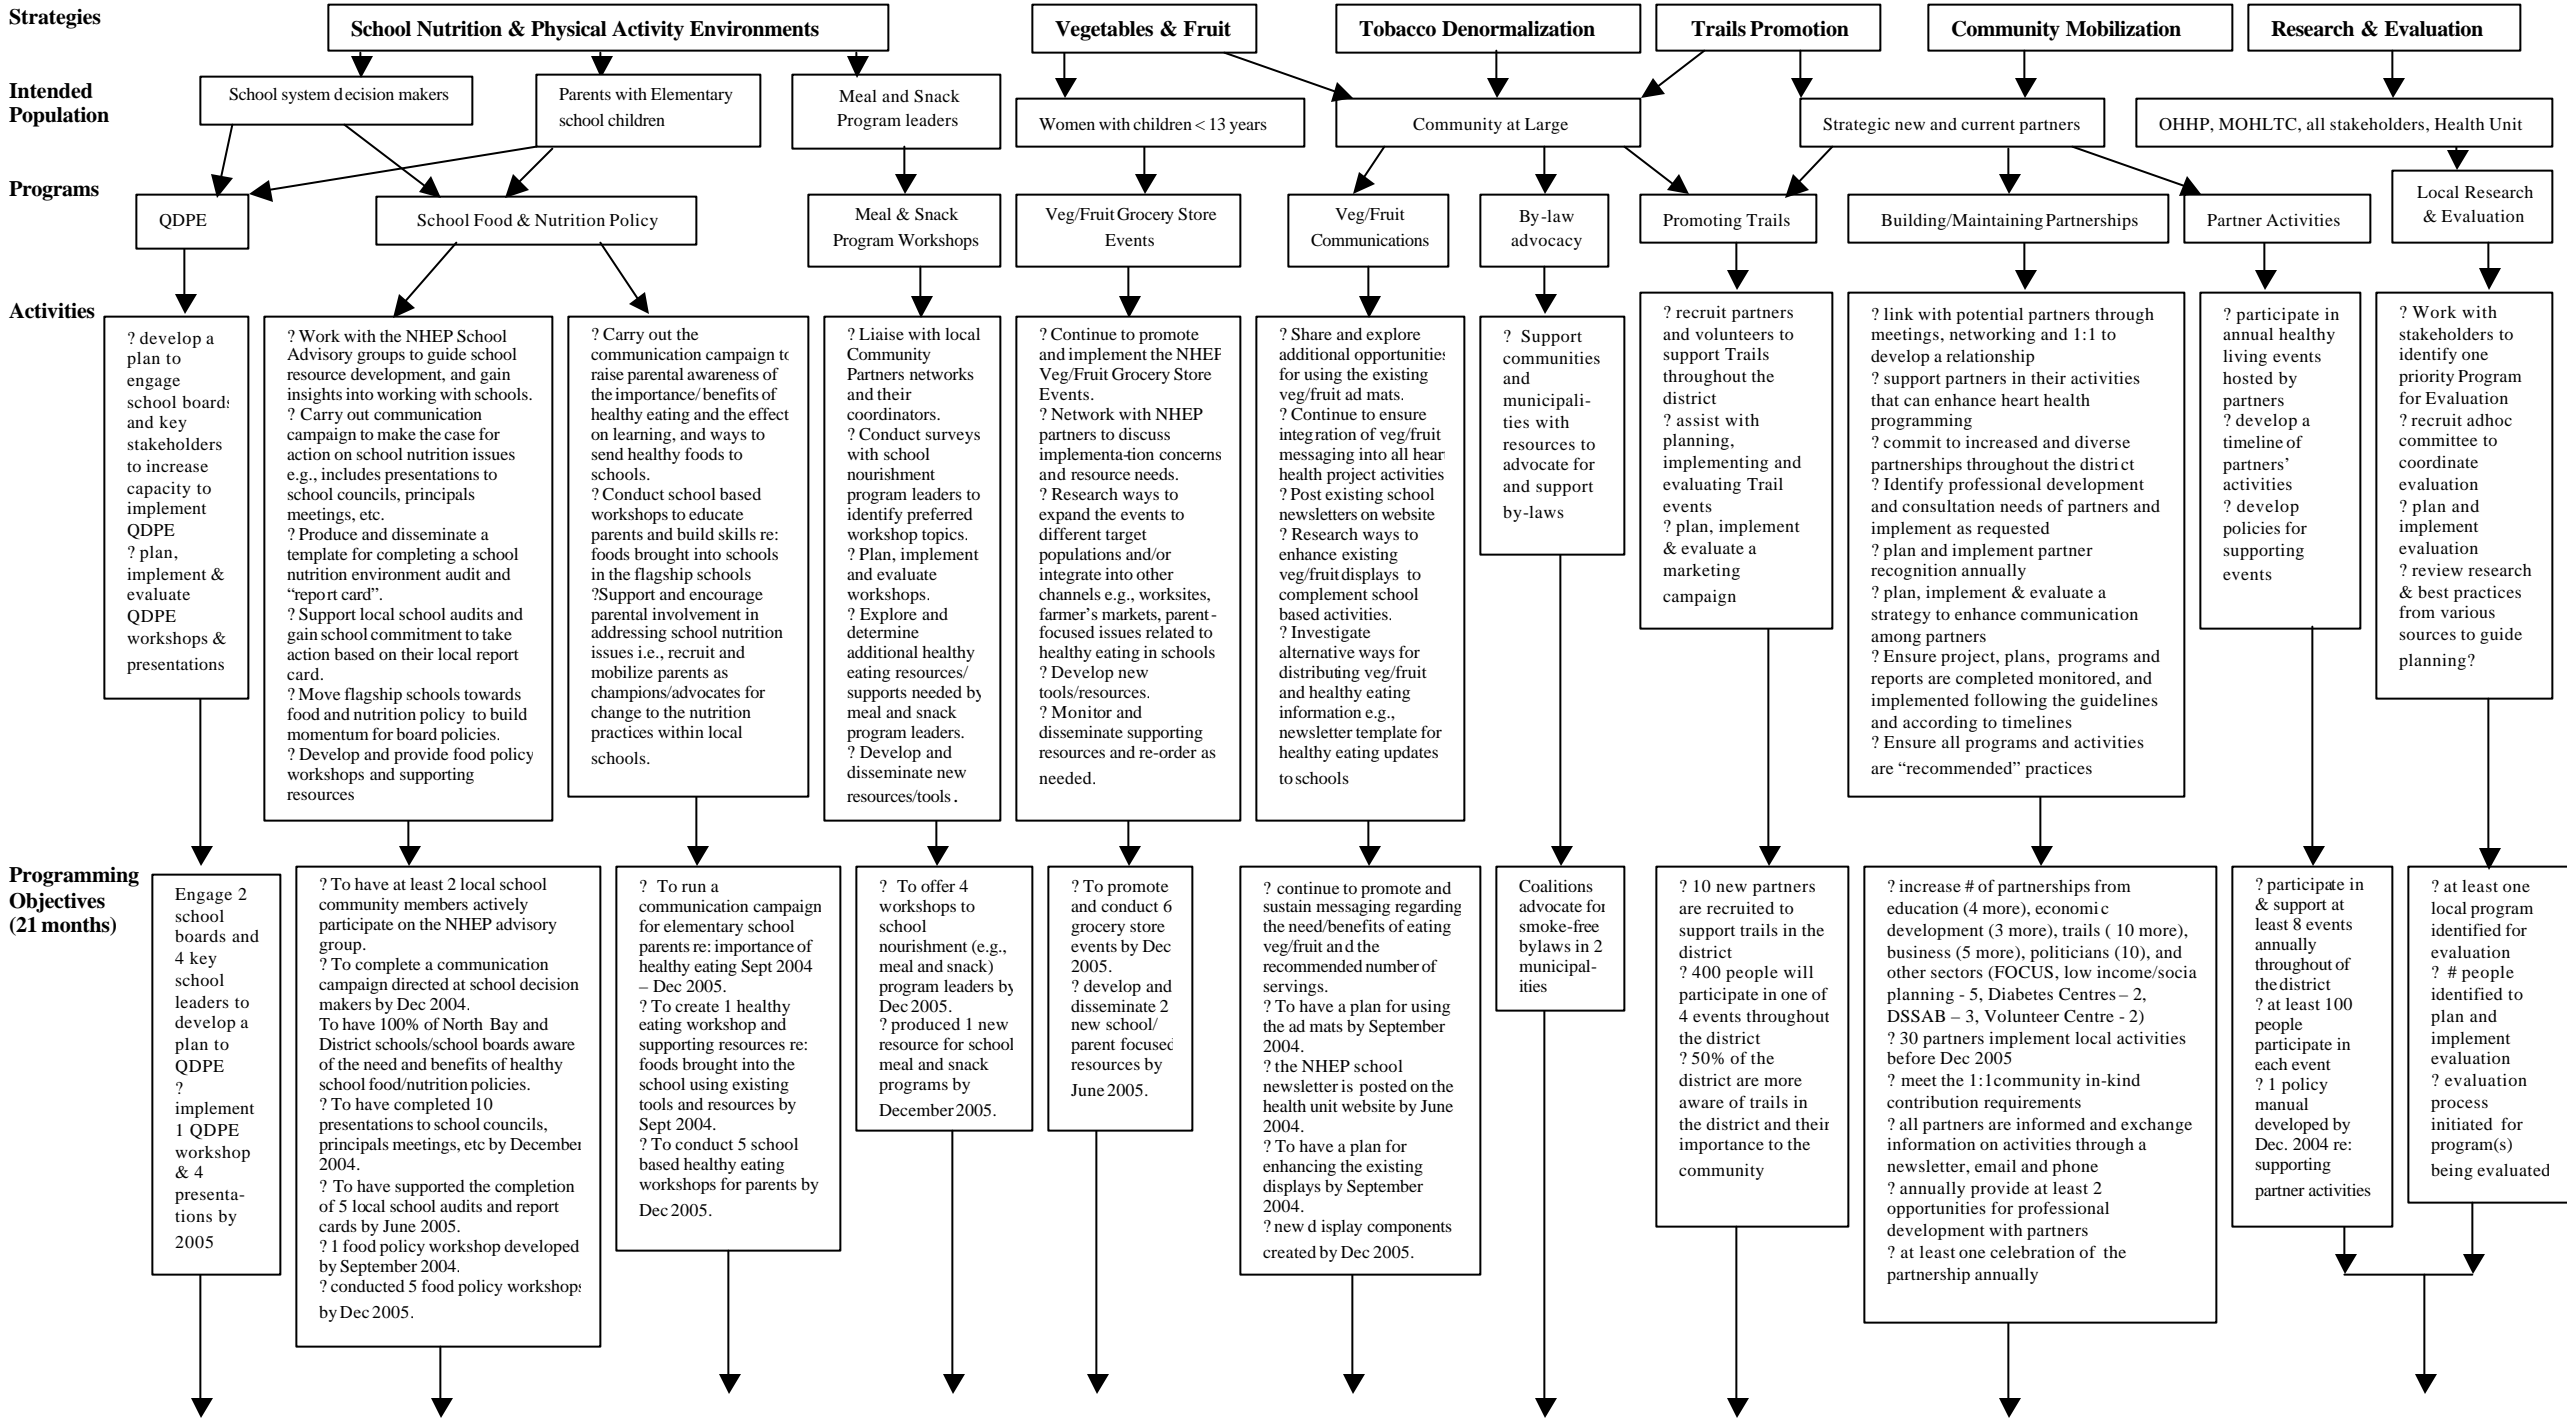 Strategies
School Nutrition & Physical Activity Environments
Vegetables & Fruit
Tobacco Denormalization
Trails Promotion
Community Mobilization
Research & Evaluation
Intended
Population
School system decision makers
Parents with Elementary
school children
Meal and Snack
Program leaders
Women with children < 13 years
Community at Large
Strategic new and current partners
OHHP, MOHLTC, all stakeholders, Health Unit
Programs
QDPE
School Food & Nutrition Policy
Meal & Snack
Program Workshops
Veg/Fruit Grocery Store
Events
Veg/Fruit
Communications
By-law
advocacy
Promoting Trails
Building/Maintaining Partnerships
Partner Activities
Local Research
& Evaluation
Activities
? develop a
plan to
engage
school boards
and key
stakeholders
to increase
capacity to
implement
QDPE
? plan,
implement &
evaluate
QDPE
workshops &
presentations
? Work with the NHEP School
Advisory groups to guide school
resource development, and gain
insights into working with schools.
? Carry out communication
campaign to make the case for
action on school nutrition issues
e.g., includes presentations to
school councils, principals
meetings, etc.
? Produce and disseminate a
template for completing a school
nutrition environment audit and
“report card”.
? Support local school audits and
gain school commitment to take
action based on their local report
card.
? Move flagship schools towards
food and nutrition policy to build
momentum for board policies.
? Develop and provide food policy
workshops and supporting
resources
? Carry out the
communication campaign to
raise parental awareness of
the importance/ benefits of
healthy eating and the effect
on learning, and ways to
send healthy foods to
schools.
? Conduct school based
workshops to educate
parents and build skills re:
foods brought into schools
in the flagship schools
?Support and encourage
parental involvement in
addressing school nutrition
issues i.e., recruit and
mobilize parents as
champions/advocates for
change to the nutrition
practices within local
schools.
? Liaise with local
Community
Partners networks
and their
coordinators.
? Conduct surveys
with school
nourishment
program leaders to
identify preferred
workshop topics.
? Plan, implement
and evaluate
workshops.
? Explore and
determine
additional healthy
eating resources/
supports needed by
meal and snack
program leaders.
? Develop and
disseminate new
resources/tools.
? Continue to promote
and implement the NHEP
Veg/Fruit Grocery Store
Events.
? Network with NHEP
partners to discuss
implementa-tion concerns
and resource needs.
? Research ways to
expand the events to
different target
populations and/or
integrate into other
channels e.g., worksites,
farmer’s markets, parent-
focused issues related to
healthy eating in schools
? Develop new
tools/resources.
? Monitor and
disseminate supporting
resources and re-order as
needed.
? Share and explore
additional opportunities
for using the existing
veg/fruit ad mats.
? Continue to ensure
integration of veg/fruit
messaging into all hear
health project activities
? Post existing school
newsletters on website
? Research ways to
enhance existing
veg/fruit displays to
complement school
based activities.
? Investigate
alternative ways for
distributing veg/fruit
and healthy eating
information e.g.,
newsletter template for
healthy eating updates
to schools
? Support
communities
and
municipali-
ties with
resources to
advocate for
and support
by-laws
? recruit partners
and volunteers to
support Trails
throughout the
district
? assist with
planning,
implementing and
evaluating Trail
events
? plan, implement
& evaluate a
marketing
campaign
? link with potential partners through
meetings, networking and 1:1 to
develop a relationship
? support partners in their activities
that can enhance heart health
programming
? commit to increased and diverse
partnerships throughout the district
? Identify professional development
and consultation needs of partners and
implement as requested
? plan and implement partner
recognition annually
? plan, implement & evaluate a
strategy to enhance communication
among partners
? Ensure project, plans, programs and
reports are completed monitored, and
implemented following the guidelines
and according to timelines
? Ensure all programs and activities
are “recommended” practices
? participate in
annual healthy
living events
hosted by
partners
? develop a
timeline of
partners’
activities
? develop
policies for
supporting
events
? Work with
stakeholders to
identify one
priority Program
for Evaluation
? recruit adhoc
committee to
coordinate
evaluation
? plan and
implement
evaluation
? review research
& best practices
from various
sources to guide
planning?
Programming
Objectives
(21 months)
Engage 2
school
boards and
4 key
school
leaders to
develop a
plan to
QDPE
?
implement
1 QDPE
workshop
& 4
presenta-
tions by
2005
? To have at least 2 local school
community members actively
participate on the NHEP advisory
group.
? To complete a communication
campaign directed at school decision
makers by Dec 2004.
To have 100% of North Bay and
District schools/school boards aware
of the need and benefits of healthy
school food/nutrition policies.
? To have completed 10
presentations to school councils,
principals meetings, etc by December
2004.
? To have supported the completion
of 5 local school audits and report
cards by June 2005.
? 1 food policy workshop developed
by September 2004.
? conducted 5 food policy workshops
by Dec 2005.
? To run a
communication campaign
for elementary school
parents re: importance of
healthy eating Sept 2004
– Dec 2005.
? To create 1 healthy
eating workshop and
supporting resources re:
foods brought into the
school using existing
tools and resources by
Sept 2004.
? To conduct 5 school
based healthy eating
workshops for parents by
Dec 2005.
? To offer 4
workshops to
school
nourishment (e.g.,
meal and snack)
program leaders by
Dec 2005.
? produced 1 new
resource for school
meal and snack
programs by
December 2005.
? To promote
and conduct 6
grocery store
events by Dec
2005.
? develop and
disseminate 2
new school/
parent focused
resources by
June 2005.
? continue to promote and
sustain messaging regarding
the need/benefits of eating
veg/fruit and the
recommended number of
servings.
? To have a plan for using
the ad mats by September
2004.
? the NHEP school
newsletter is posted on the
health unit website by June
2004.
? To have a plan for
enhancing the existing
displays by September
2004.
? new d isplay components
created by Dec 2005.
Coalitions
advocate for
smoke-free
bylaws in 2
municipal-
ities
? 10 new partners
are recruited to
support trails in the
district
? 400 people will
participate in one of
4 events throughout
the district
? 50% of the
district are more
aware of trails in
the district and their
importance to the
community
? increase # of partnerships from
education (4 more), economic
development (3 more), trails ( 10 more),
business (5 more), politicians (10), and
other sectors (FOCUS, low income/socia
planning - 5, Diabetes Centres – 2,
DSSAB – 3, Volunteer Centre - 2)
? 30 partners implement local activities
before Dec 2005
? meet the 1:1community in-kind
contribution requirements
? all partners are informed and exchange
information on activities through a
newsletter, email and phone
? annually provide at least 2
opportunities for professional
development with partners
? at least one celebration of the
partnership annually
? participate in
& support at
least 8 events
annually
throughout of
the district
? at least 100
people
participate in
each event
? 1 policy
manual
developed by
Dec. 2004 re:
supporting
partner activities
? at least one
local program
identified for
evaluation
? # people
identified to
plan and
implement
evaluation
? evaluation
process
initiated for
program(s)
being evaluated